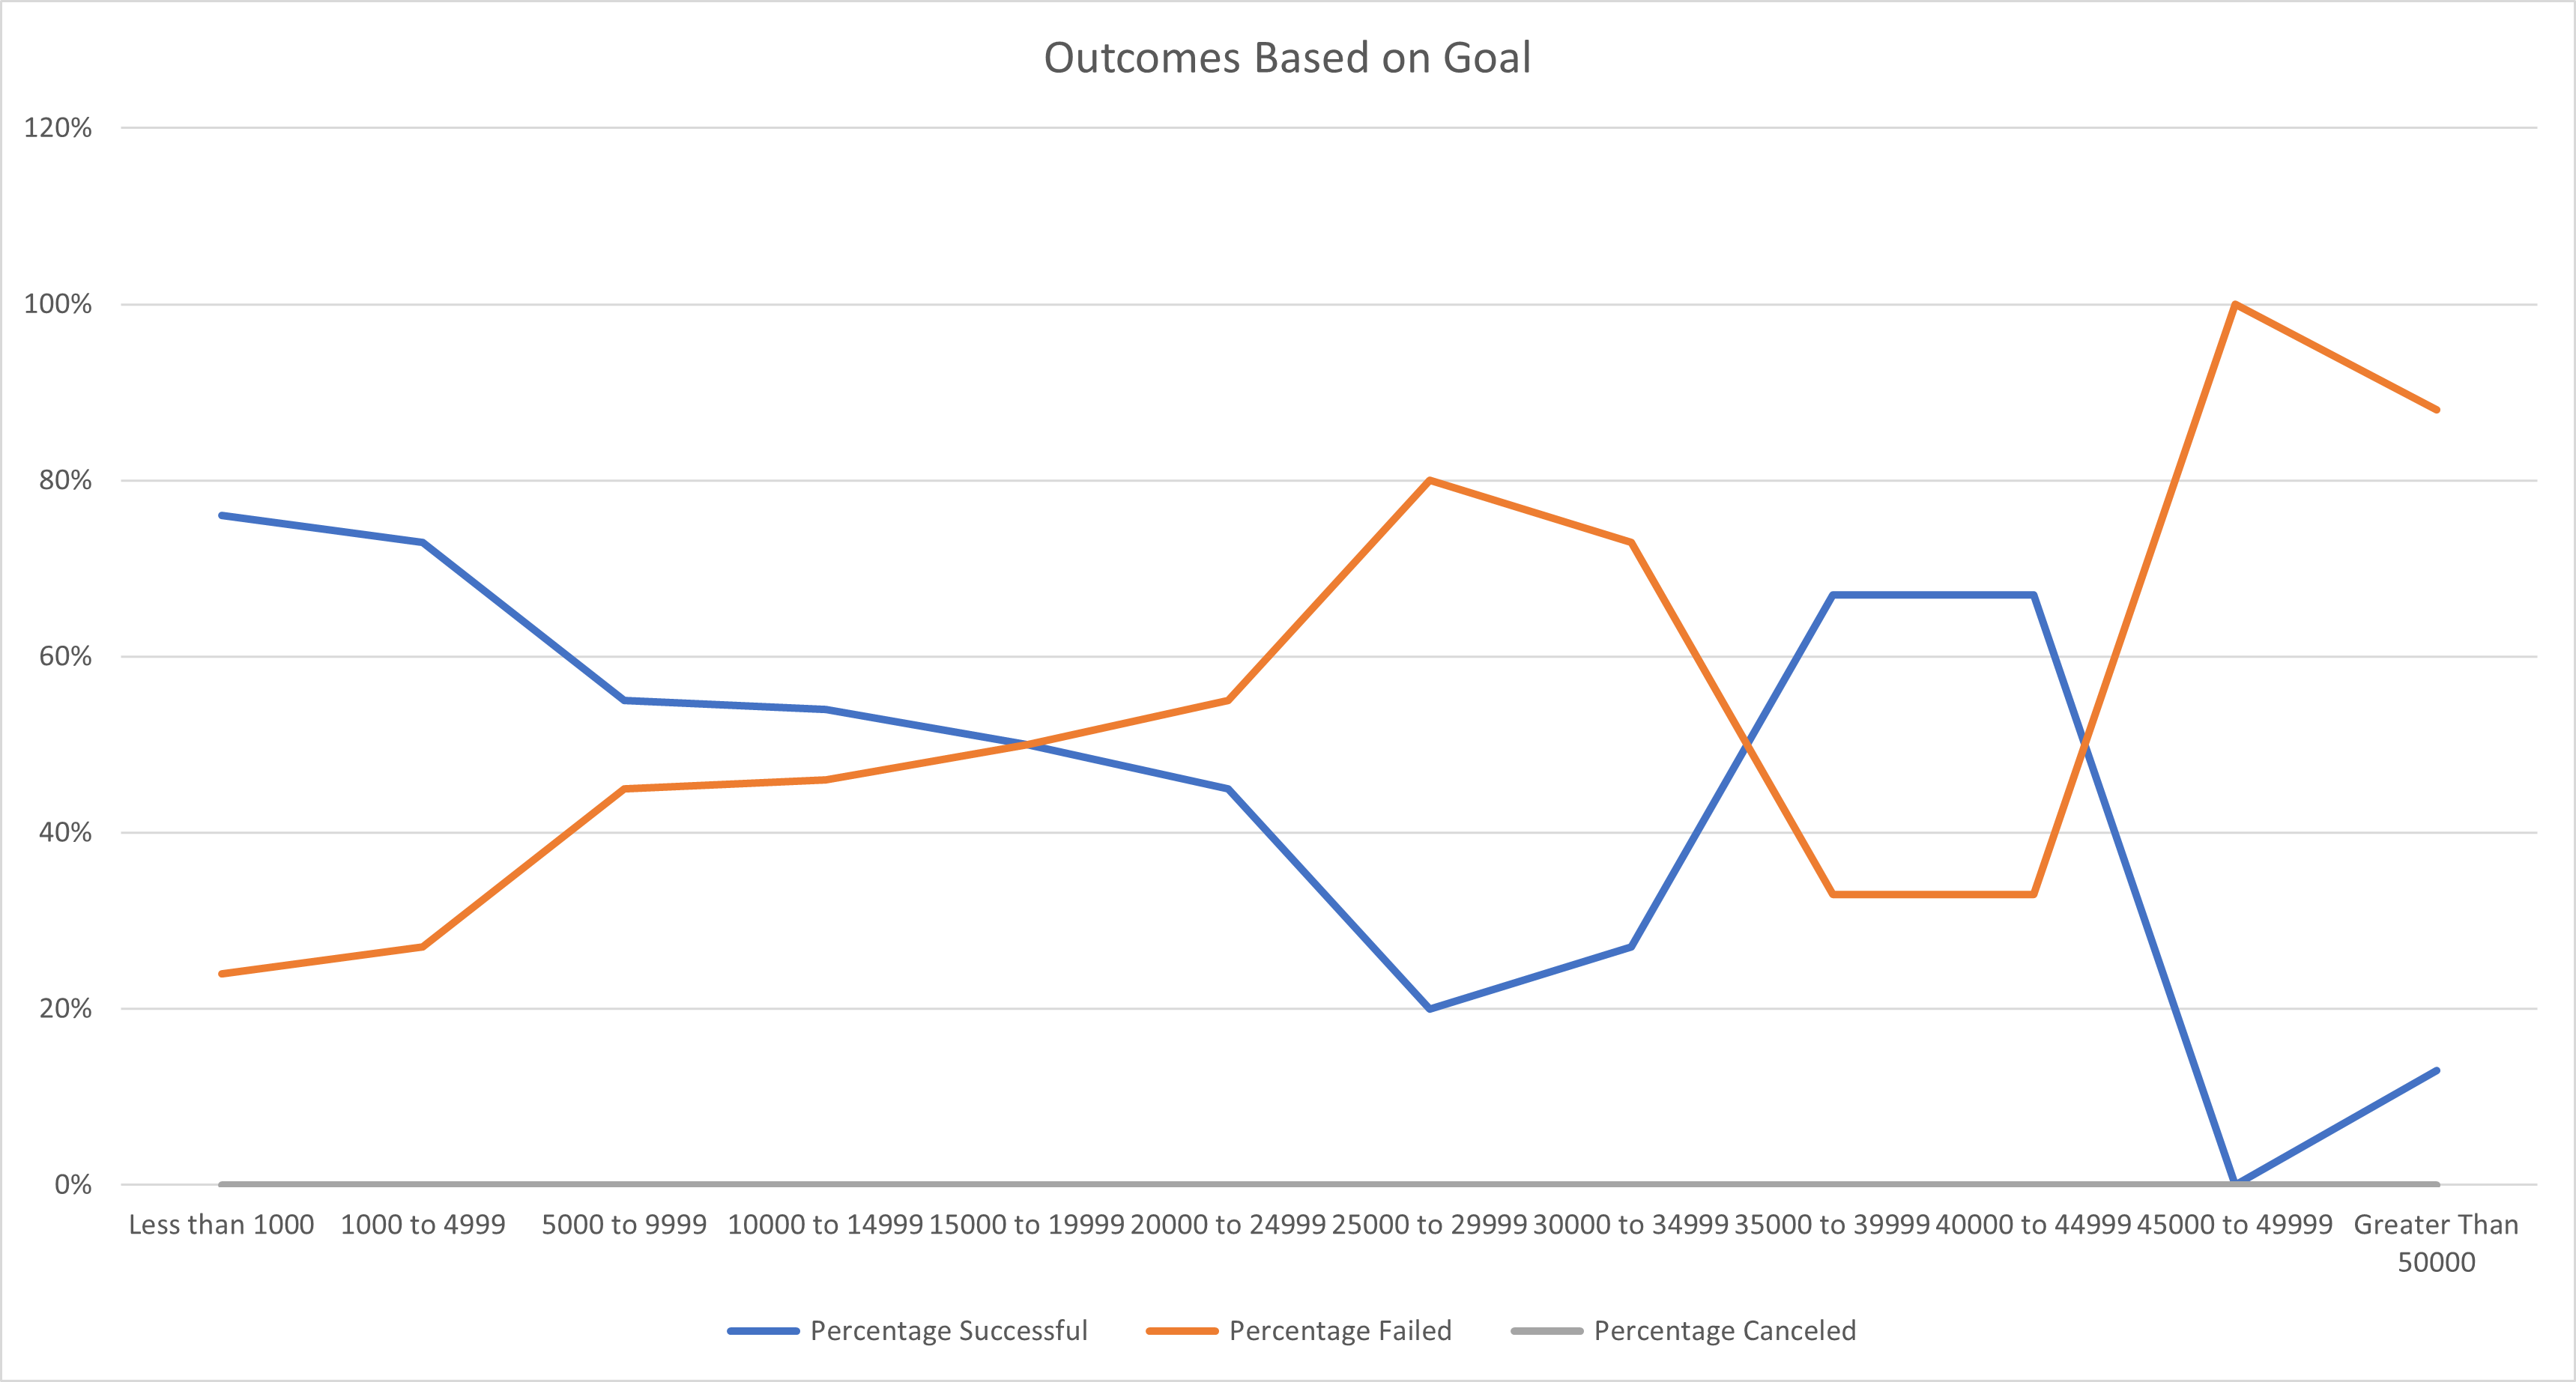 Outcomes Based on Goal
120%
100%
80%
60%
40%
20%
0%
Less than 1000
1000 to 4999
5000 to 9999
10000 to 14999
15000 to 19999
20000 to 24999
25000 to 29999
30000 to 34999
35000 to 39999
40000 to 44999
45000 to 49999
Greater Than
50000
Percentage Successful
Percentage Failed
Percentage Canceled